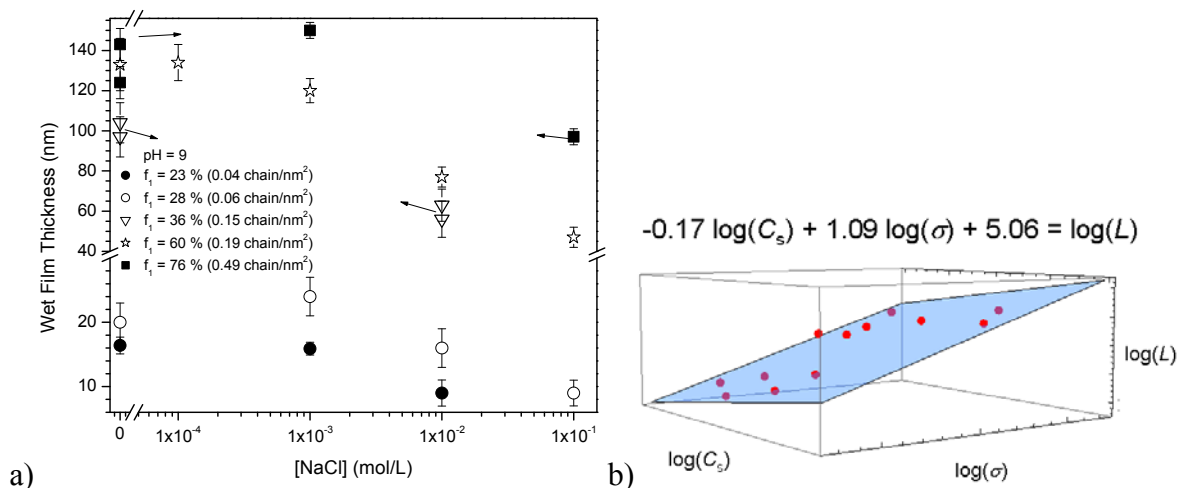 140
120
100
80
60
40
20
10
Wet Film Thickness (nm)
pH = 9
f₁ = 23 % (0.04 chain/nm²)
f₁ = 28 % (0.06 chain/nm²)
f₁ = 36 % (0.15 chain/nm²)
f₁ = 60 % (0.19 chain/nm²)
f₁ = 76 % (0.49 chain/nm²)
0 1x10⁻⁴ 1x10⁻³ 1x10⁻² 1x10⁻¹
[NaCl] (mol/L)
a)
-0.17 log(Cₛ) + 1.09 log(σ) + 5.06 = log(L)
log(L)
log(Cₛ)
log(σ)
b)